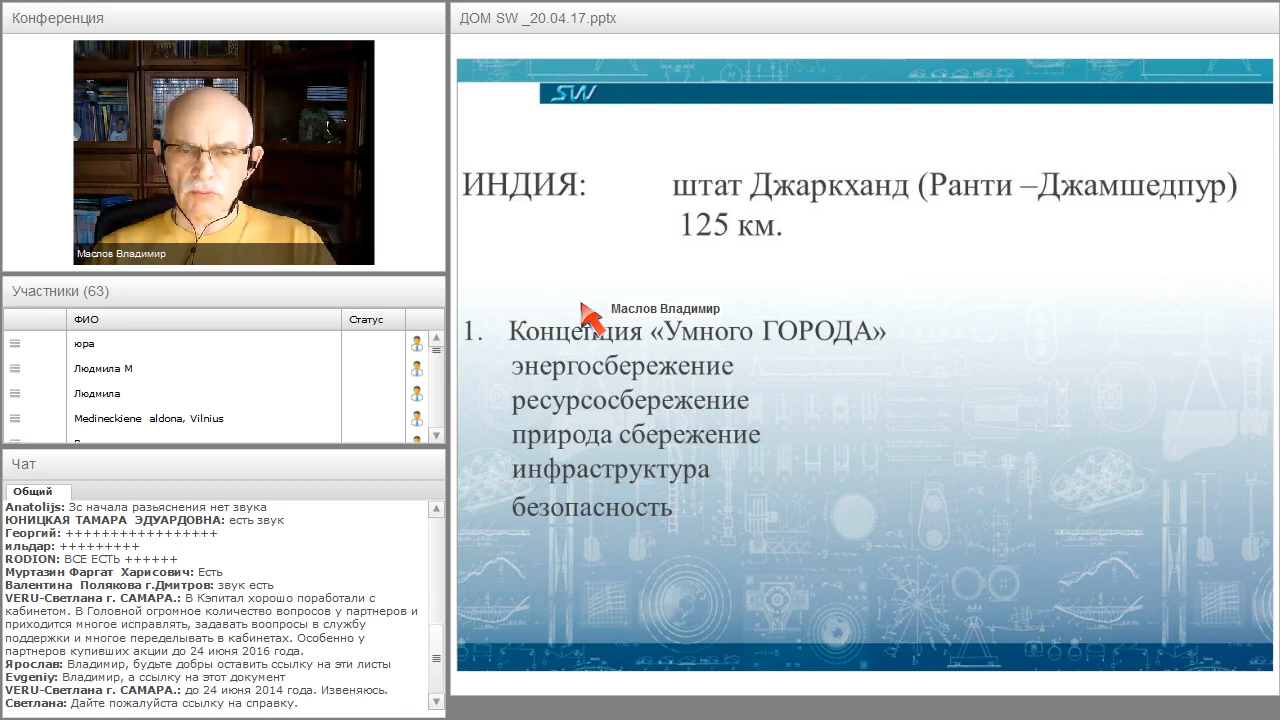 Конференция
Маслов Владимир
Участники (63)
ФИО
Статус
юра
Людмила М
Людмила
Medineckiene aldona, Vilnius
Чат
Общий
Anatolijs: Зс начала разьяснения нет звука
ЮНИЦКАЯ ТАМАРА ЭДУАРДОВНА: есть звук
Георгий: +++++++++++++++++
ильдар: +++++++++
RODION: ВСЕ ЕСТЬ ++++++
Муртазин Фаргат Харисович: Есть
Валентина Полякова г.Дмитров: звук есть
VERU-Светлана г. САМАРА.: В Кэпитал хорошо поработали с
кабинетом. В Головной огромное количество вопросов у партнеров и
приходится многое исправлять, задавать воопросы в службу
поддержки и многое переделывать в кабинетах. Особенно у
партнеров купивших акции до 24 июня 2016 года.
Ярослав: Владимир, будьте добры оставить ссылку на эти листы
Evgeniy: Владимир, а ссылку на этот документ
VERU-Светлана г. САМАРА.: до 24 июня 2014 года. Извеняюсь.
Светлана: Дайте пожалуйста ссылку на справку.
ДОМ SW _20.04.17.pptx
SW
ИНДИЯ: штат Джаркханд (Ранти –Джамшедпур)
125 км.
Маслов Владимир
1. Концепция «Умного ГОРОДА»
энергосбережение
ресурсосбережение
природа сбережение
инфраструктура
безопасность